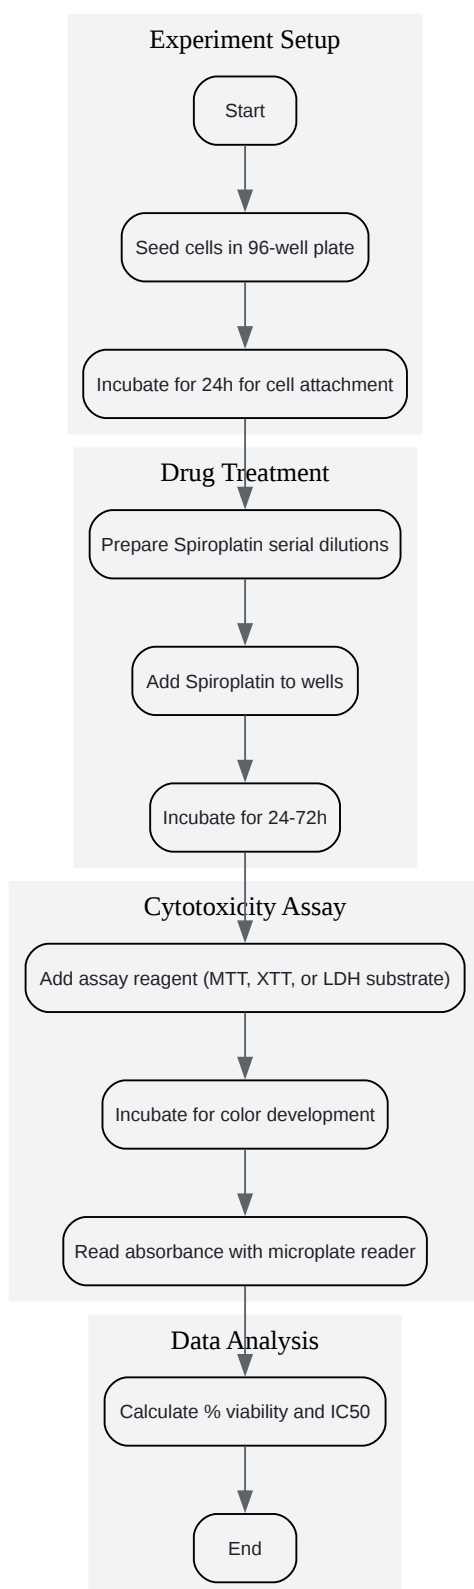 Experiment Setup
Start
Seed cells in 96-well plate
Incubate for 24h for cell attachment
Drug Treatment
Prepare Spiroplatin serial dilutions
Add Spiroplatin to wells
Incubate for 24-72h
Cytotoxicity Assay
Add assay reagent (MTT, XTT, or LDH substrate)
Incubate for color development
Read absorbance with microplate reader
Data Analysis
Calculate % viability and IC50
End